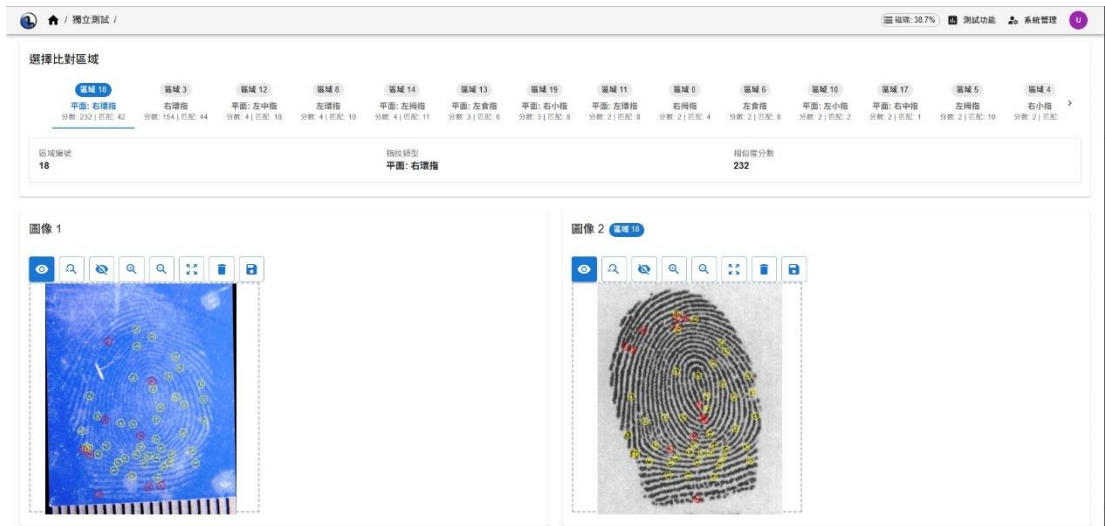 / 獨立測試 /
磁碟: 38.7% 測試功能 系統管理 U
選擇比對區域
區域 18 區域 3 區域 12 區域 8 區域 14 區域 13 區域 19 區域 11 區域 0 區域 6 區域 10 區域 17 區域 5 區域 4
平面: 右環指 右環指 平面: 左中指 左環指 平面: 左拇指 平面: 左食指 平面: 右小指 平面: 左環指 右拇指 左食指 平面: 左小指 平面: 右中指 左拇指 右小指
分數: 232 | 匹配: 42 分數: 154 | 匹配: 44 分數: 4 | 匹配: 10 分數: 4 | 匹配: 10 分數: 4 | 匹配: 11 分數: 3 | 匹配: 6 分數: 3 | 匹配: 8 分數: 2 | 匹配: 8 分數: 2 | 匹配: 4 分數: 2 | 匹配: 8 分數: 2 | 匹配: 2 分數: 2 | 匹配: 1 分數: 2 | 匹配: 10 分數: 2 | 匹配:
區域編號 指紋類型 相似度分數
18 平面: 右環指 232
圖像 1 圖像 2 區域 18